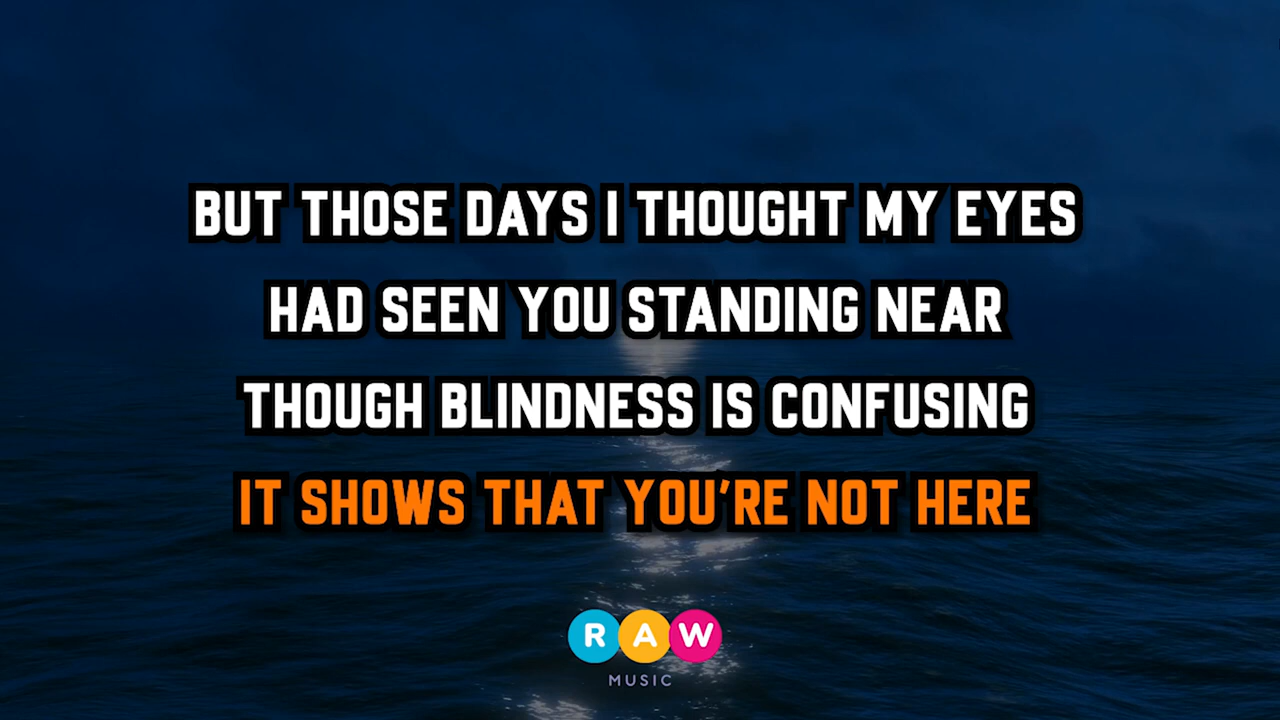 BUT THOSE DAYS I THOUGHT MY EYES
HAD SEEN YOU STANDING NEAR
THOUGH BLINDNESS IS CONFUSING
IT SHOWS THAT YOU'RE NOT HERE
RAW
MUSIC